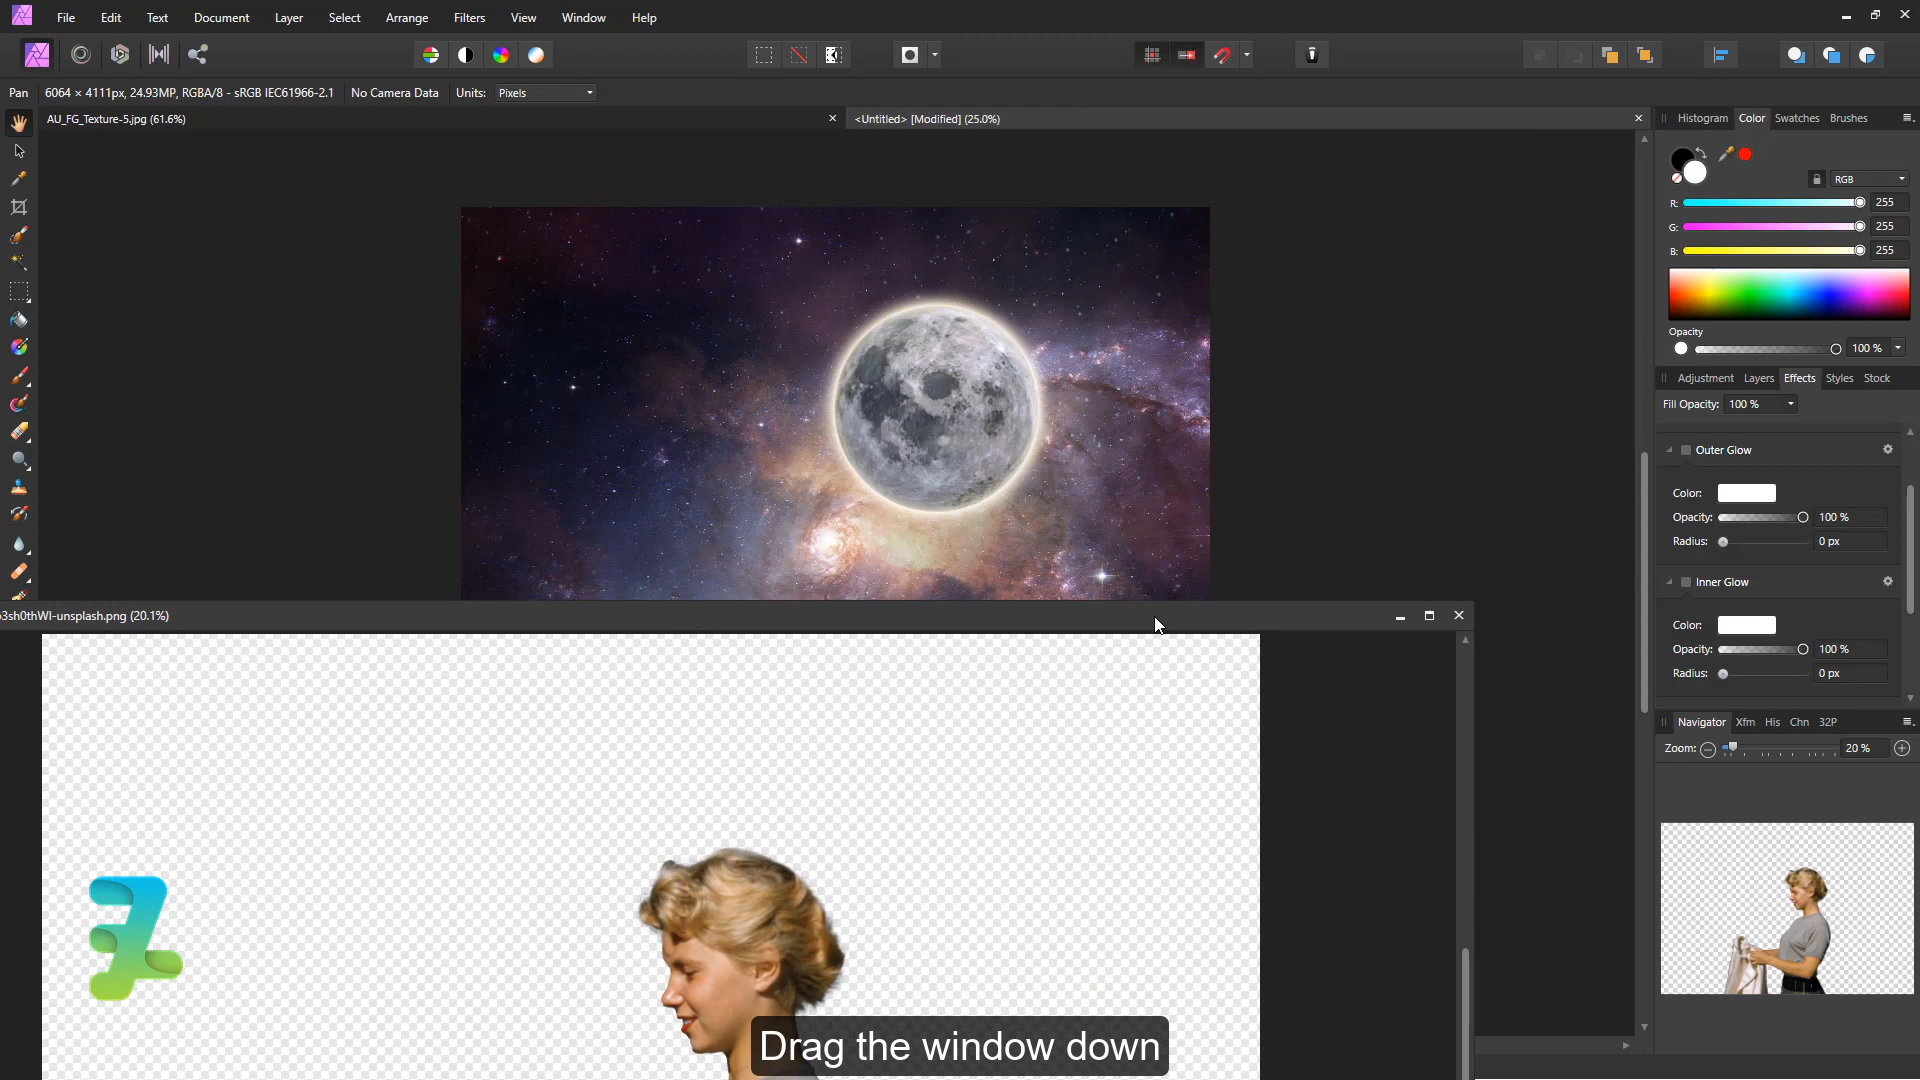 File Edit Text Document Layer Select Arrange Filters View Window Help
Pan 6064 × 4111px, 24.93MP, RGBA/8 - sRGB IEC61966-2.1 No Camera Data Units: Pixels
AU_FG_Texture-5.jpg (61.6%)
<Untitled> [Modified] (25.0%)
Histogram Color Swatches Brushes
RGB
R: 255
G: 255
B: 255
Opacity
100 %
Adjustment Layers Effects Styles Stock
Fill Opacity: 100 %
Outer Glow
Color:
Opacity: 100 %
Radius: 0 px
Inner Glow
Color:
Opacity: 100 %
Radius: 0 px
Navigator Xfm His Chn 32P
Zoom: 20 %
3sh0thWI-unsplash.png (20.1%)
Drag the window down